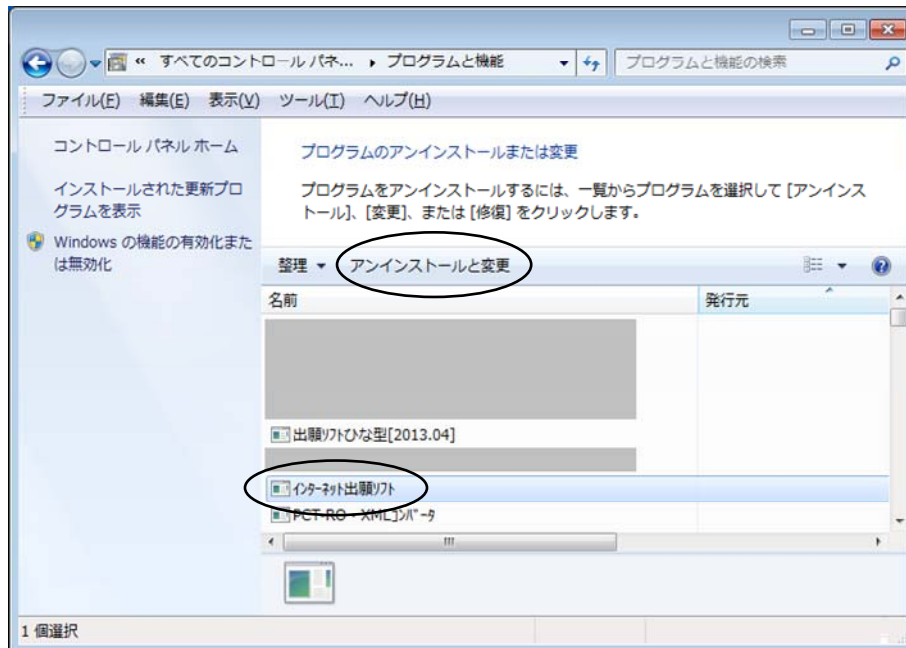 « すべてのコントロール パネ... ▸ プログラムと機能
プログラムと機能の検索
ファイル(F) 編集(E) 表示(V) ツール(T) ヘルプ(H)
コントロール パネル ホーム
インストールされた更新プロ
グラムを表示
Windows の機能の有効化また
は無効化
プログラムのアンインストールまたは変更
プログラムをアンインストールするには、一覧からプログラムを選択して [アンインス
トール]、[変更]、または [修復] をクリックします。
整理 ▼ アンインストールと変更
名前 発行元
出願ソフトひな型[2013.04]
インターネット出願ソフト
PCT-RO・XMLコンバータ
1 個選択